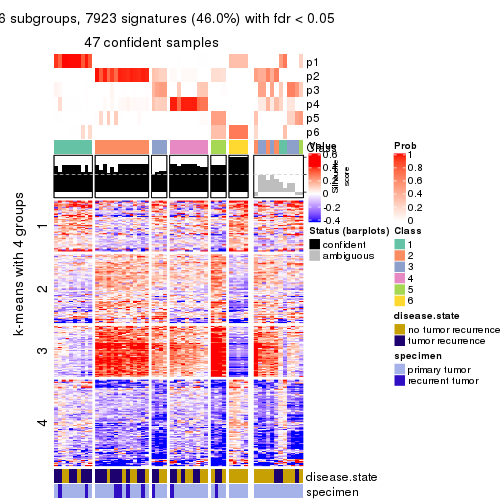 6 subgroups, 7923 signatures (46.0%) with fdr < 0.05
47 confident samples
p1
p2
p3
p4
p5
p6
Class
Silhouette
score
k-means with 4 groups
1
2
3
4
disease.state
specimen
Value
0.6
0.4
0.2
0
-0.2
-0.4
Status (barplots)
confident
ambiguous
Prob
1
0.8
0.6
0.4
0.2
0
Class
1
2
3
4
5
6
disease.state
no tumor recurrence
tumor recurrence
specimen
primary tumor
recurrent tumor